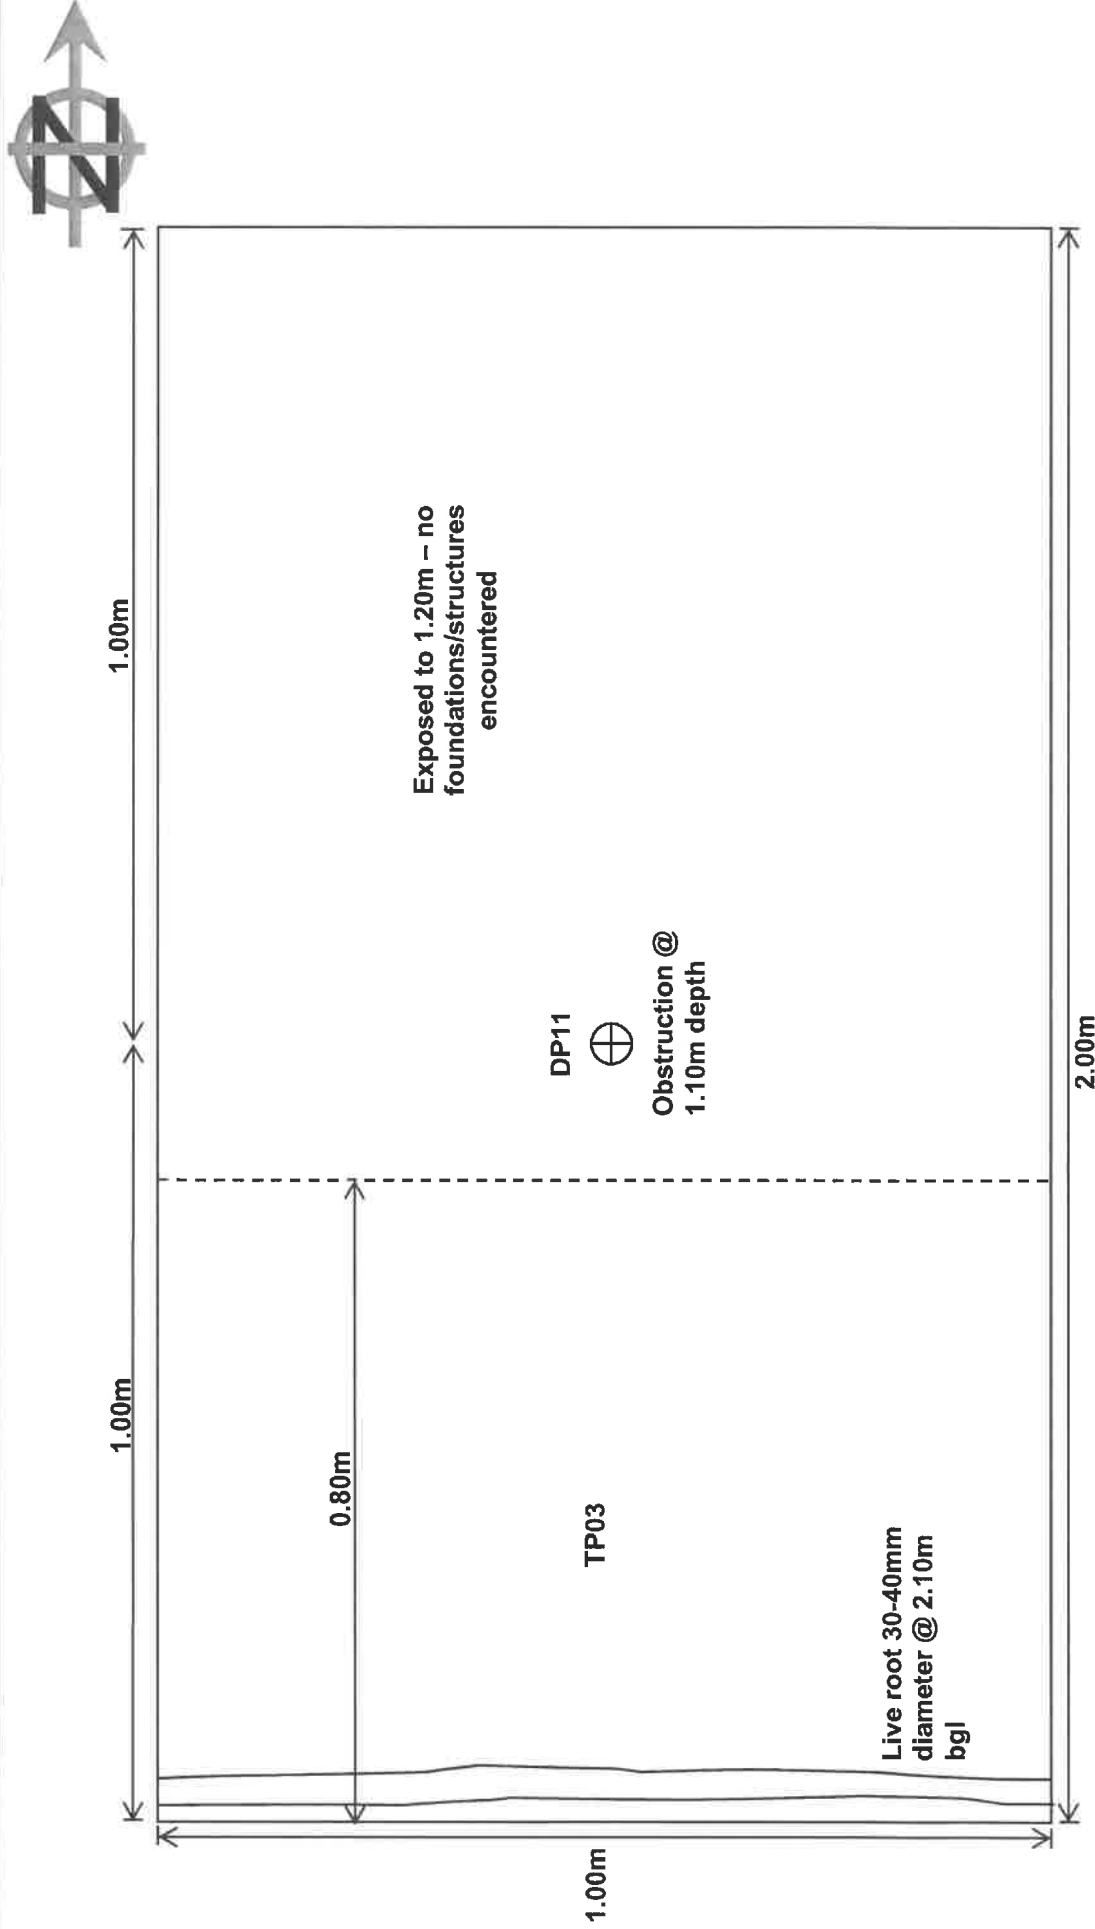 N
1.00m
1.00m
0.80m
Exposed to 1.20m – no
foundations/structures
encountered
DP11
Obstruction @
1.10m depth
TP03
Live root 30-40mm
diameter @ 2.10m
bgl
1.00m
2.00m